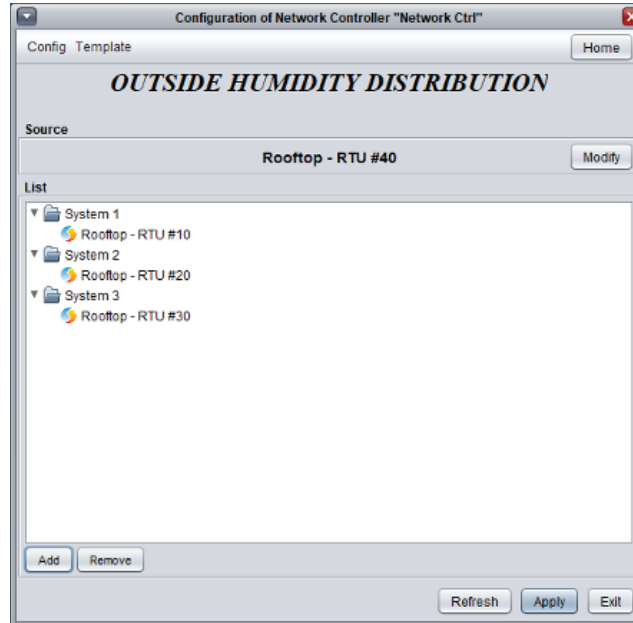 Configuration of Network Controller "Network Ctrl"
Config Template Home
OUTSIDE HUMIDITY DISTRIBUTION
Source
Rooftop - RTU #40 Modify
List
System 1
Rooftop - RTU #10
System 2
Rooftop - RTU #20
System 3
Rooftop - RTU #30
Add Remove
Refresh Apply Exit